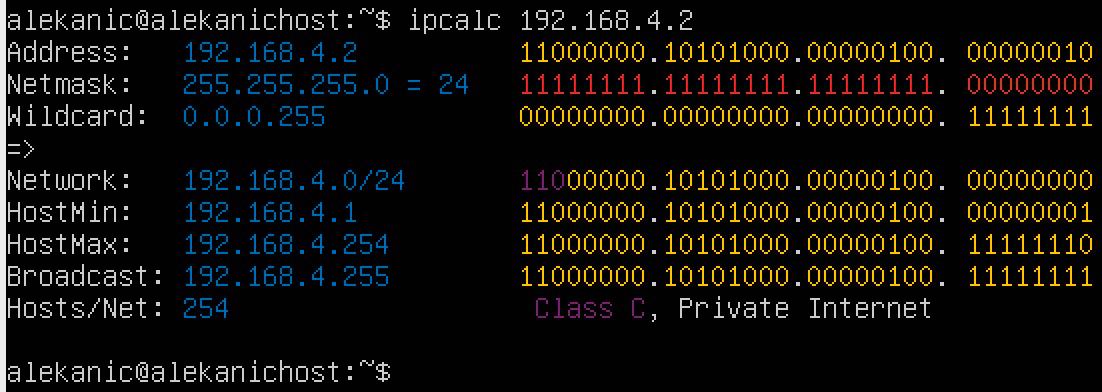 alekanic@alekanichost:~$ ipcalc 192.168.4.2
Address:   192.168.4.2          11000000.10101000.00000100. 00000010
Netmask:   255.255.255.0 = 24   11111111.11111111.11111111. 00000000
Wildcard:  0.0.0.255            00000000.00000000.00000000. 11111111
=>
Network:   192.168.4.0/24       11000000.10101000.00000100. 00000000
HostMin:   192.168.4.1          11000000.10101000.00000100. 00000001
HostMax:   192.168.4.254        11000000.10101000.00000100. 11111110
Broadcast: 192.168.4.255        11000000.10101000.00000100. 11111111
Hosts/Net: 254                   Class C, Private Internet
alekanic@alekanichost:~$